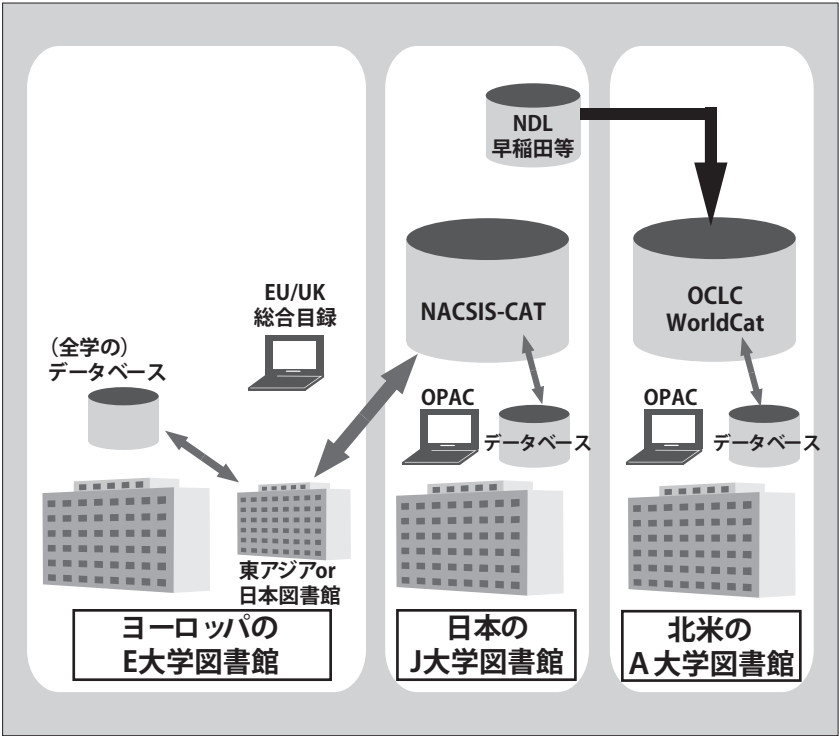 NDL
早稲田等
EU/UK
総合目録
(全学の)
データベース
NACSIS-CAT
OCLC
WorldCat
OPAC
データベース
OPAC
データベース
東アジアor
日本図書館
ヨーロッパの
E大学図書館
日本の
J大学図書館
北米の
A大学図書館